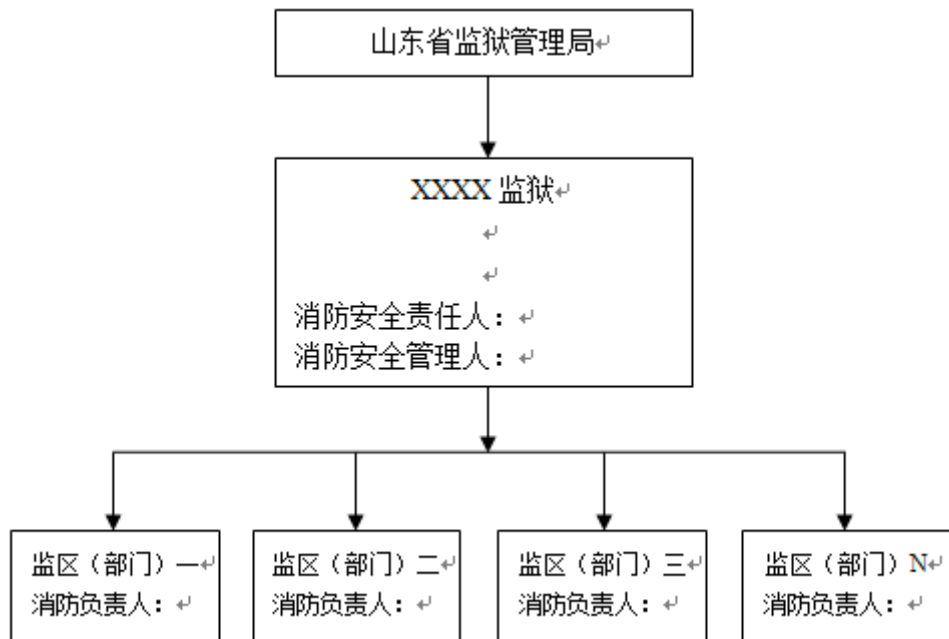 山东省监狱管理局
XXXX 监狱
消防安全责任人：
消防安全管理人：
监区（部门）一
消防负责人：
监区（部门）二
消防负责人：
监区（部门）三
消防负责人：
监区（部门）N
消防负责人：